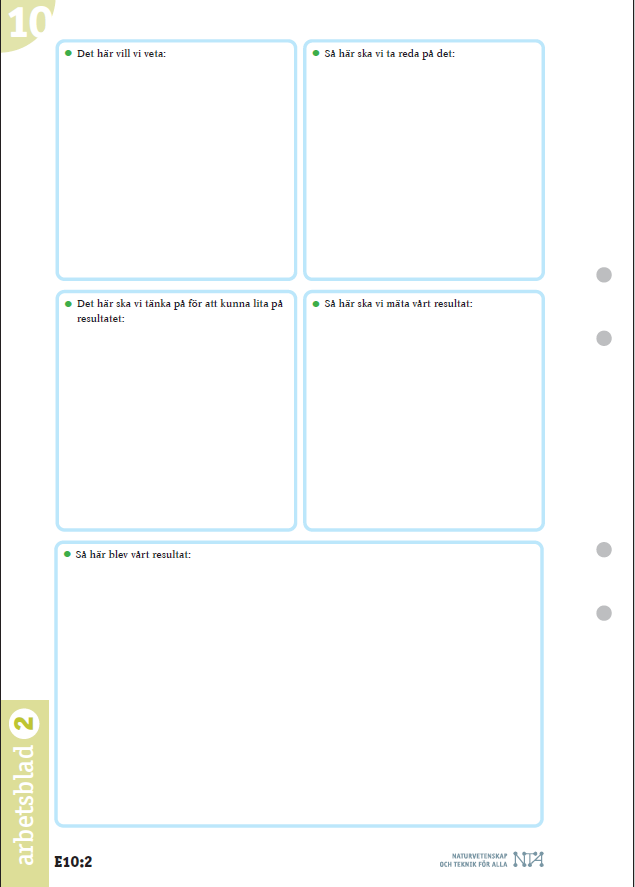 10
Det här vill vi veta:
Så här ska vi ta reda på det:
Det här ska vi tänka på för att kunna lita på
resultatet:
Så här ska vi mäta vårt resultat:
Så här blev vårt resultat:
arbetsblad 2
E10:2
NATURVETENSKAP
OCH TEKNIK FÖR ALLA
NTA